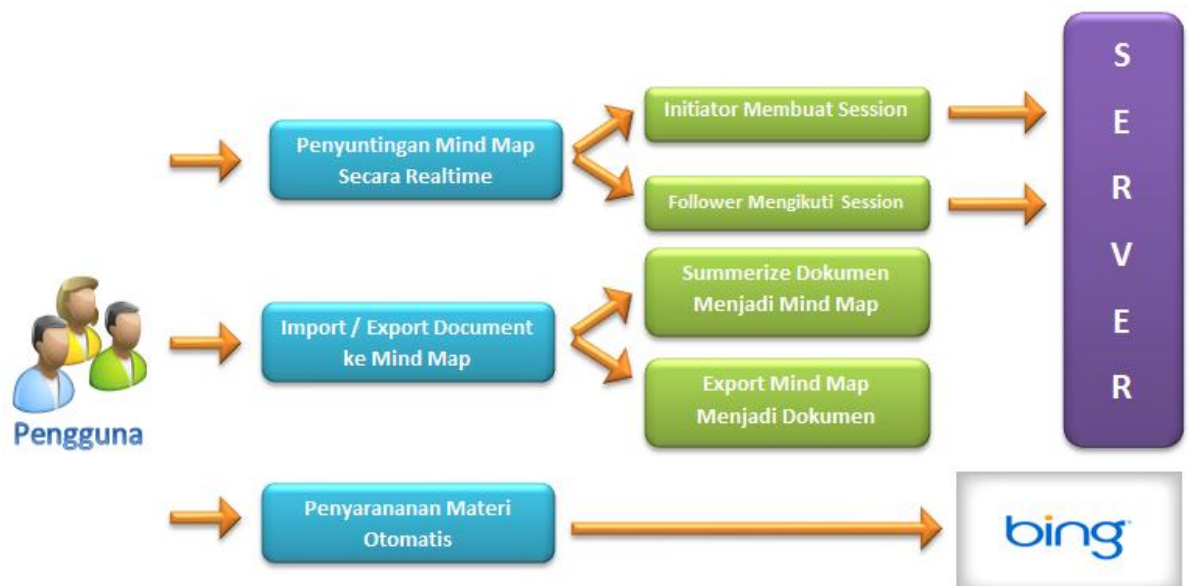 Penyuntingan Mind Map
Secara Realtime
Initiator Membuat Session
Follower Mengikuti Session
S
E
R
V
E
R
Pengguna
Import / Export Document
ke Mind Map
Summerize Dokumen
Menjadi Mind Map
Export Mind Map
Menjadi Dokumen
Penyarananan Materi
Otomatis
bing